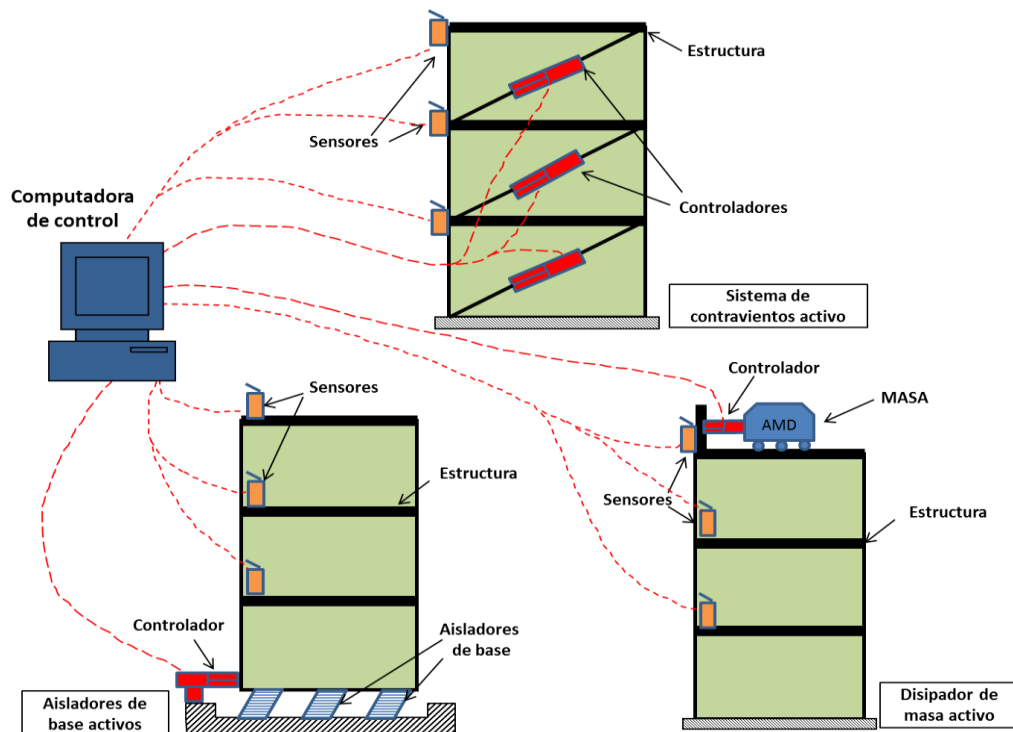 Estructura
Sensores
Controladores
Computadora
de control
Sistema de
contravientos activo
Sensores
Estructura
Controlador
Aisladores
de base
Aisladores de
base activos
Controlador
MASA
AMD
Sensores
Estructura
Disipador de
masa activo